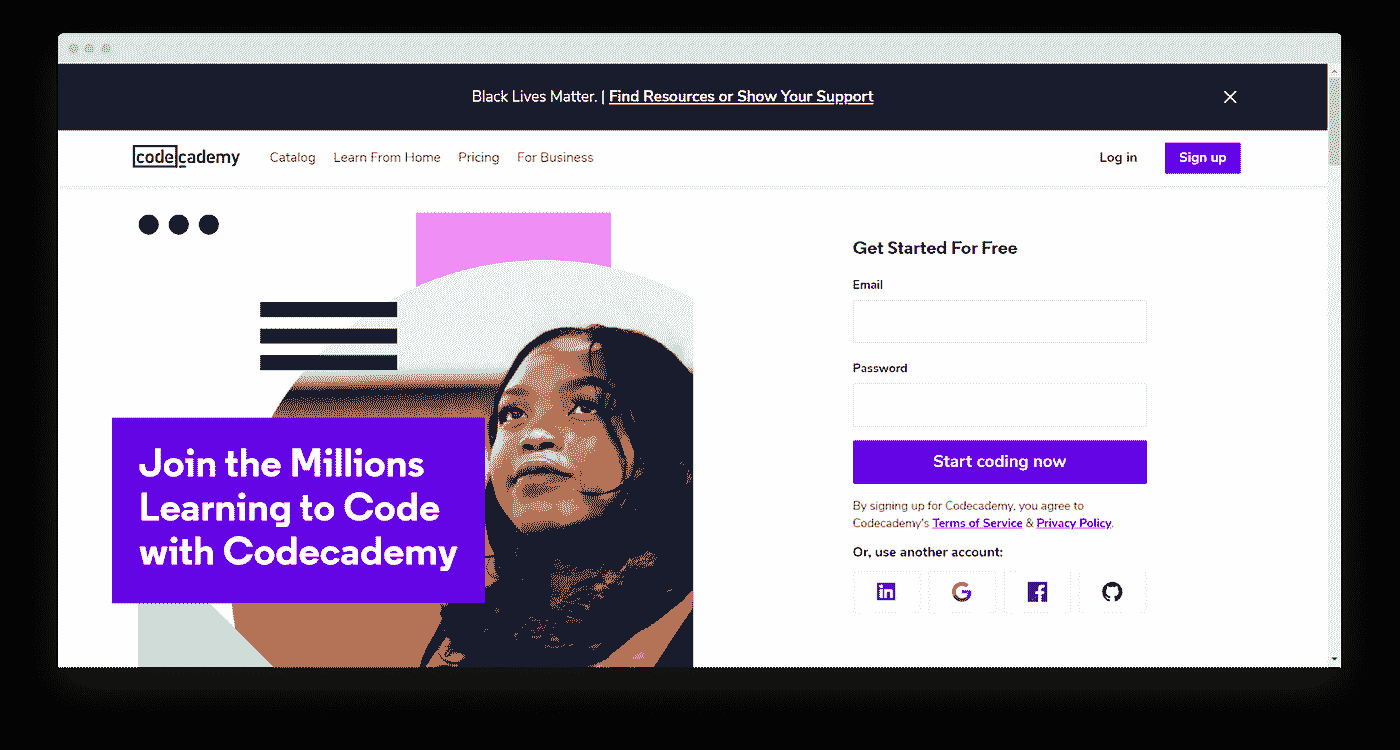 Black Lives Matter. | Find Resources or Show Your Support
codecademy Catalog Learn From Home Pricing For Business Log in Sign up
Join the Millions
Learning to Code
with Codecademy
Get Started For Free
Email
Password
Start coding now
By signing up for Codecademy, you agree to
Codecademy's Terms of Service & Privacy Policy.
Or, use another account: